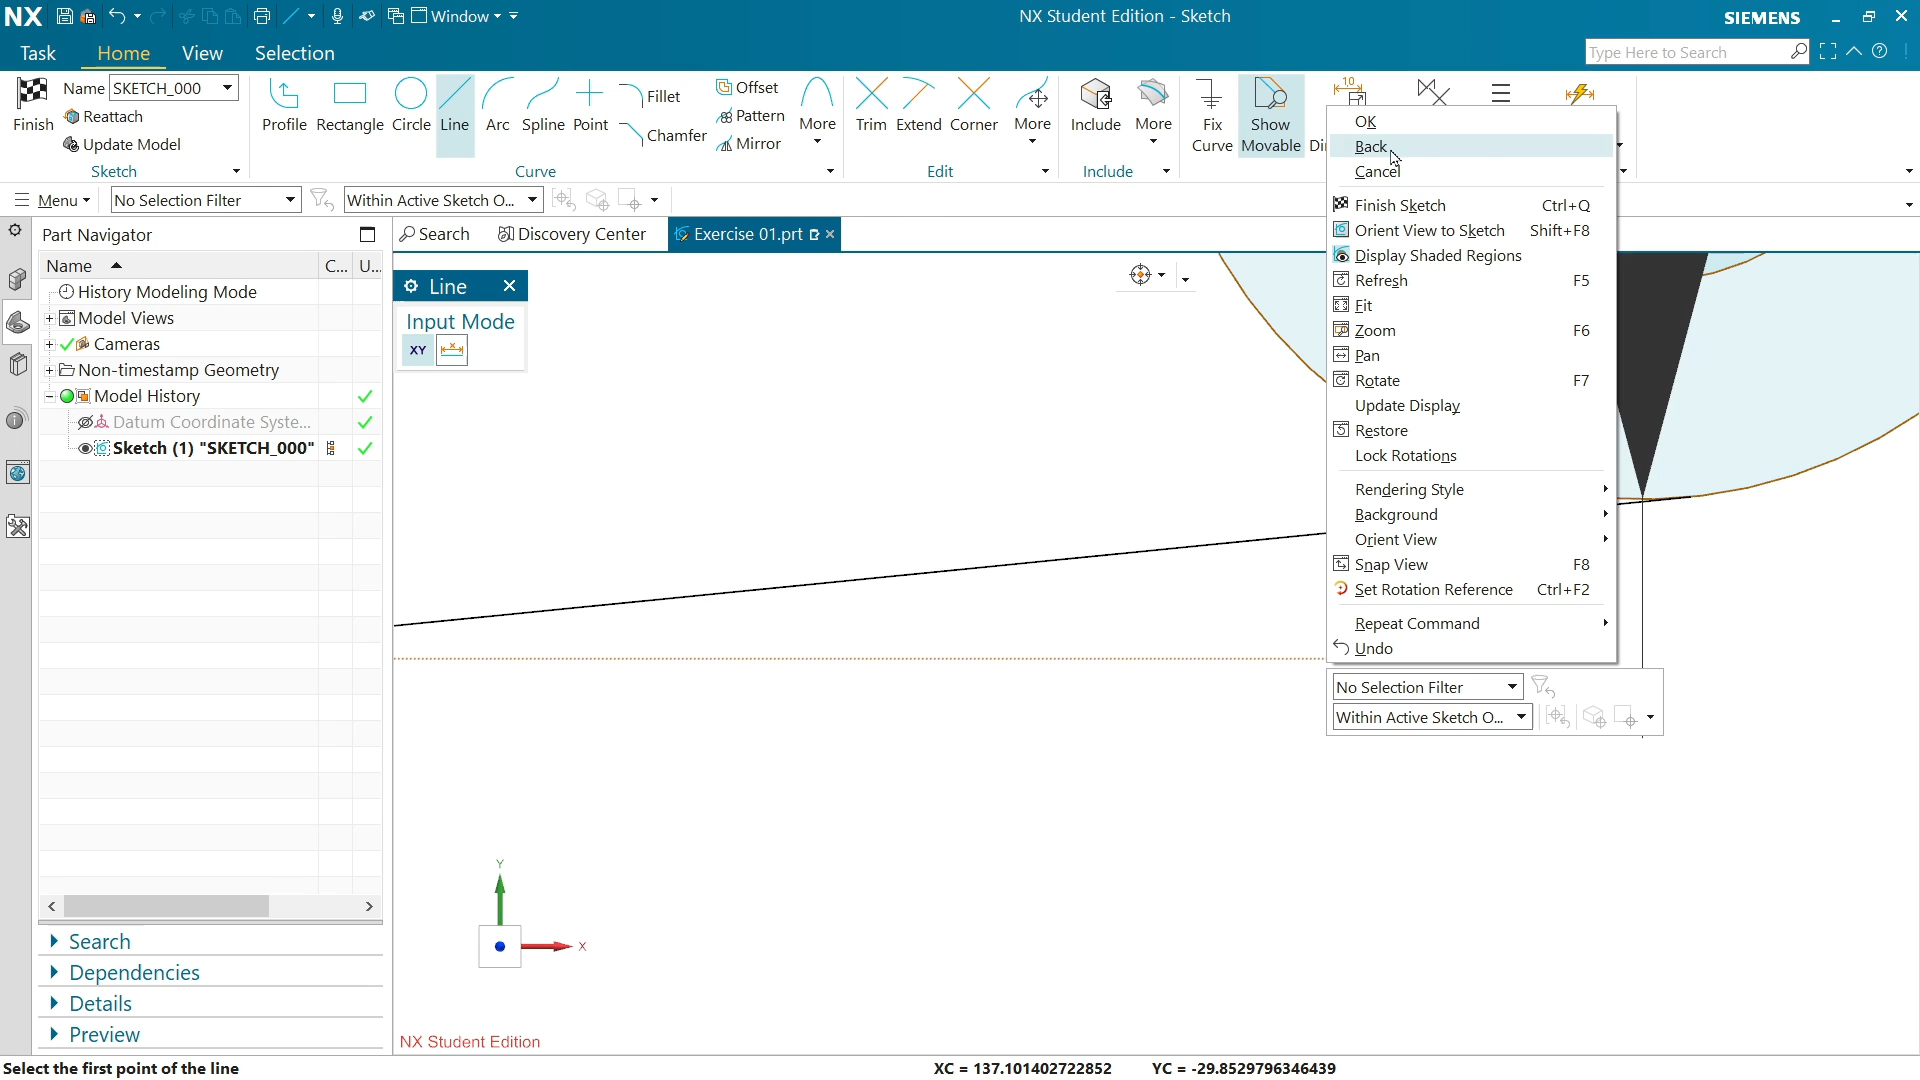 NX Window NX Student Edition - Sketch SIEMENS
Task Home View Selection Type Here to Search
Finish
Name SKETCH_000
Reattach
Update Model
Sketch
Profile Rectangle Circle Line Arc Spline Point
Fillet
Chamfer
Offset
Pattern
Mirror
More
Curve
Trim Extend Corner More
Edit
Include More
Include
Fix
Curve
Show
Movable
1.0
Menu No Selection Filter Within Active Sketch O...
Part Navigator
Name C... U...
History Modeling Mode
Model Views
Cameras
Non-timestamp Geometry
Model History
Datum Coordinate Syste...
Sketch (1) "SKETCH_000"
Search
Dependencies
Details
Preview
Search Discovery Center Exercise 01.prt
Line
Input Mode
XY
OK
Back
Cancel
Finish Sketch Ctrl+Q
Orient View to Sketch Shift+F8
Display Shaded Regions
Refresh F5
Fit
Zoom F6
Pan
Rotate F7
Update Display
Restore
Lock Rotations
Rendering Style
Background
Orient View
Snap View F8
Set Rotation Reference Ctrl+F2
Repeat Command
Undo
No Selection Filter
Within Active Sketch O...
Y
X
NX Student Edition
Select the first point of the line XC = 137.101402722852 YC = -29.8529796346439